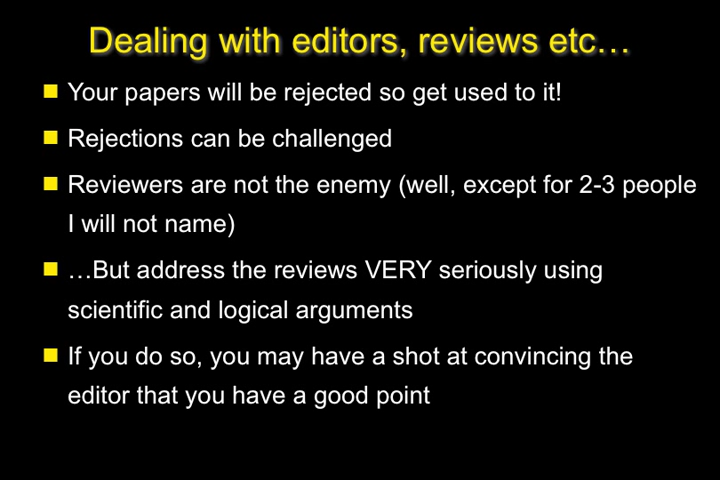 Dealing with editors, reviews etc…
Your papers will be rejected so get used to it!
Rejections can be challenged
Reviewers are not the enemy (well, except for 2-3 people
I will not name)
…But address the reviews VERY seriously using
scientific and logical arguments
If you do so, you may have a shot at convincing the
editor that you have a good point